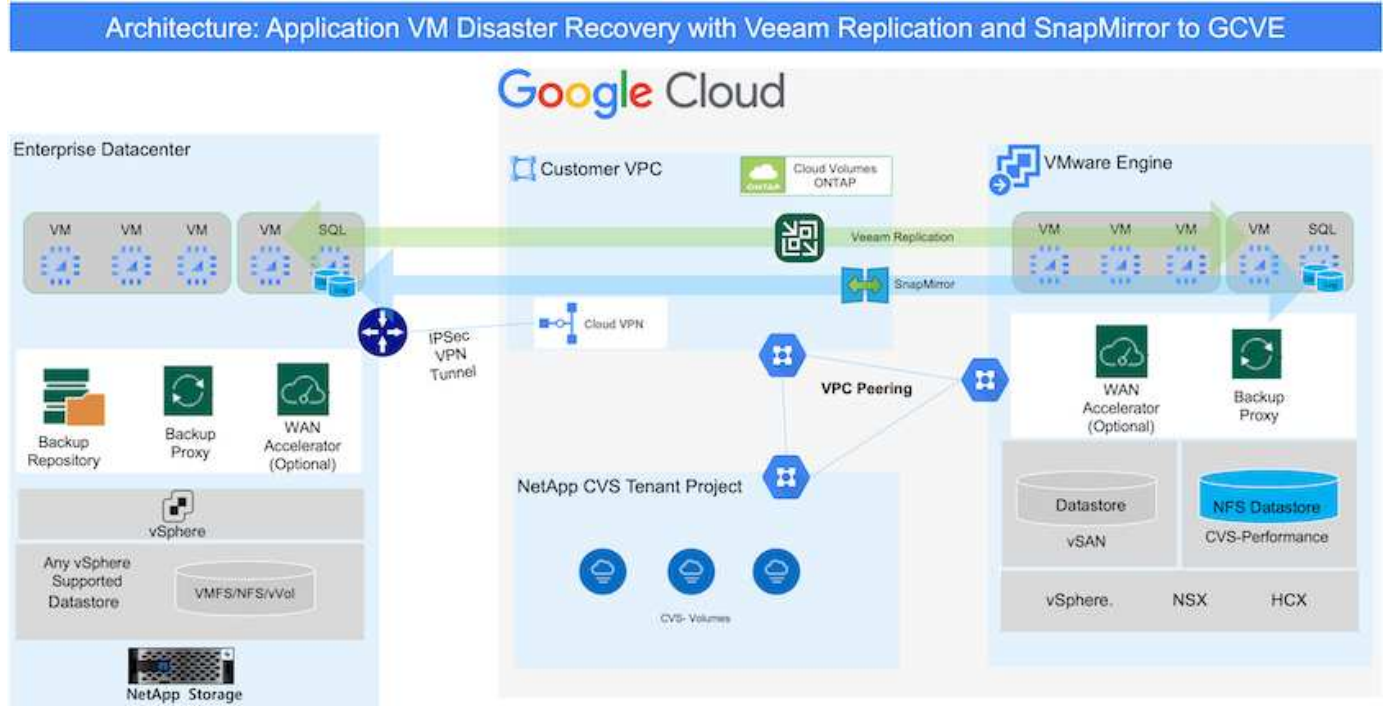 Architecture: Application VM Disaster Recovery with Veeam Replication and SnapMirror to GCVE
Google Cloud
Enterprise Datacenter
VM
VM
VM
VM
SQL
Customer VPC
ONTAP
Cloud Volumes
ONTAP
Veeam Replication
SnapMirror
Cloud VPN
IPSec
VPN
Tunnel
VMware Engine
VM
VM
VM
VM
SQL
Backup
Repository
Backup
Proxy
WAN
Accelerator
(Optional)
vSphere
Any vSphere
Supported
Datastore
VMFS/NFS/vVol
NetApp Storage
VPC Peering
NetApp CVS Tenant Project
CVS- Volumes
WAN
Accelerator
(Optional)
Backup
Proxy
Datastore
vSAN
NFS Datastore
CVS-Performance
vSphere.
NSX
HCX